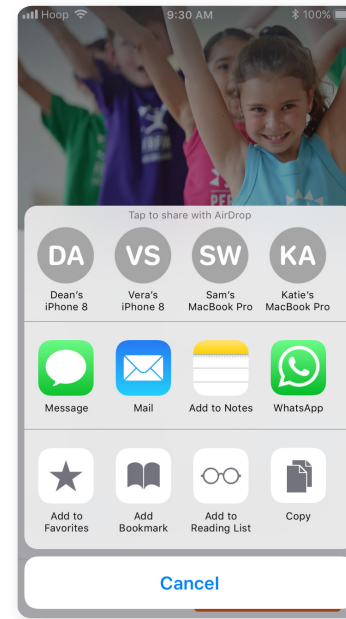 Hoop 9:30 AM 100%
Tap to share with AirDrop
DA VS SW KA
Dean's Vera's Sam's Katie's
iPhone 8 iPhone 8 MacBook Pro MacBook Pro
Message Mail Add to Notes WhatsApp
Add to Add Add to Copy
Favorites Bookmark Reading List
Cancel